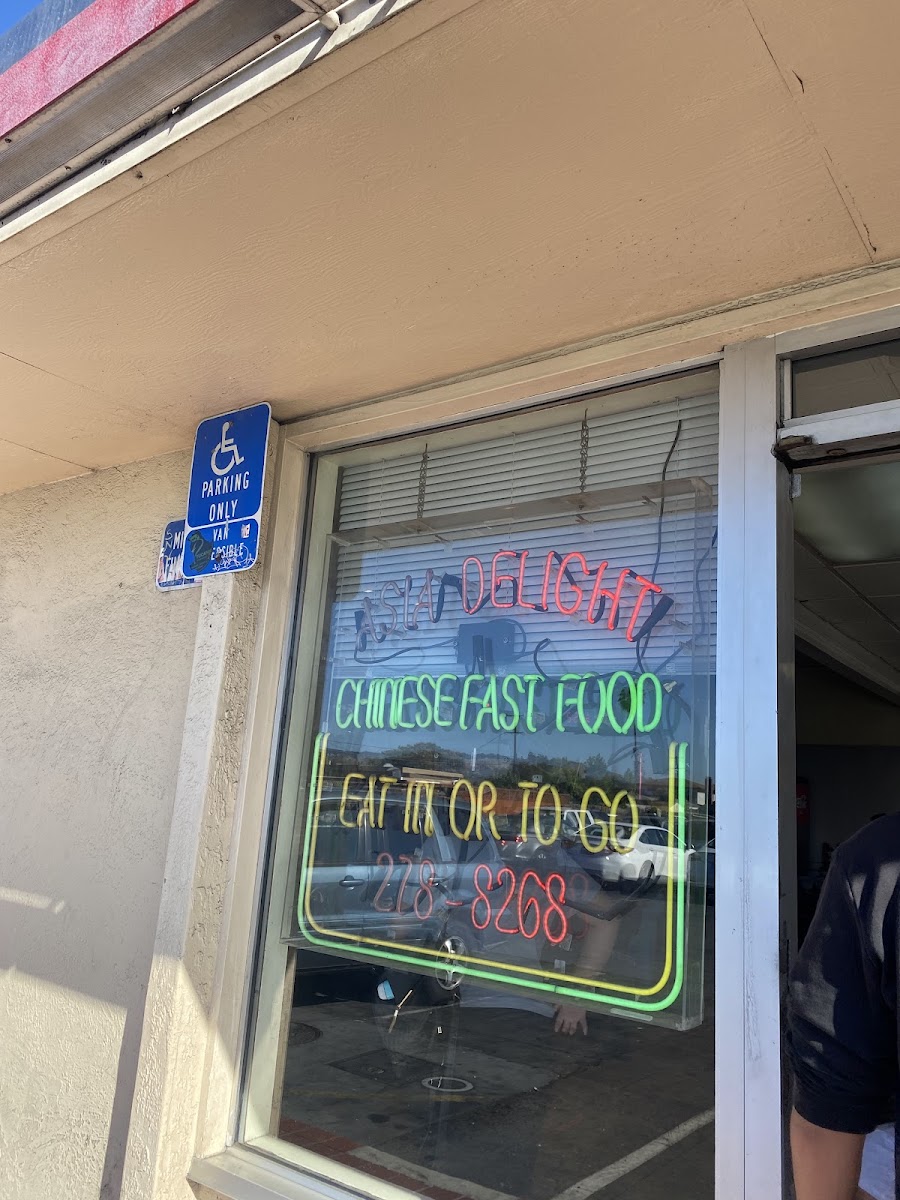 PARKING
ONLY
VAN
ASIA DELIGHT
CHINESE FAST FOOD
EAT IN OR TO GO
278-8268